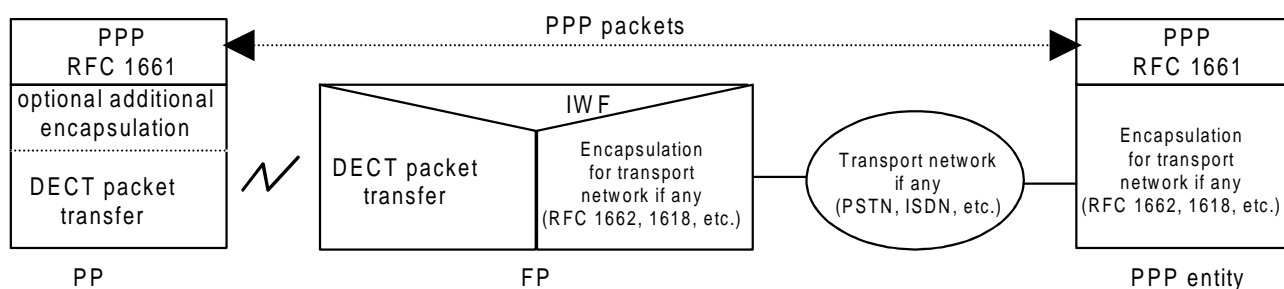 PPP
RFC 1661
optional additional
encapsulation
DECT packet
transfer
PP
PPP packets
IWF
DECT packet
transfer
Encapsulation
for transport
network if any
(RFC 1662, 1618, etc.)
FP
Transport network
if any
(PSTN, ISDN, etc.)
PPP
RFC 1661
Encapsulation
for transport
network if any
(RFC 1662, 1618, etc.)
PPP entity